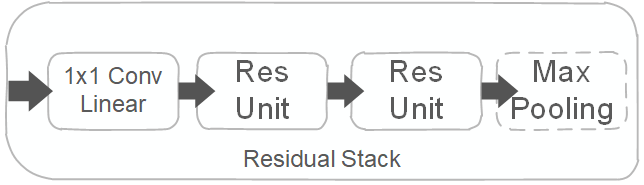 1x1 Conv
Linear
Res
Unit
Res
Unit
Max
Pooling
Residual Stack